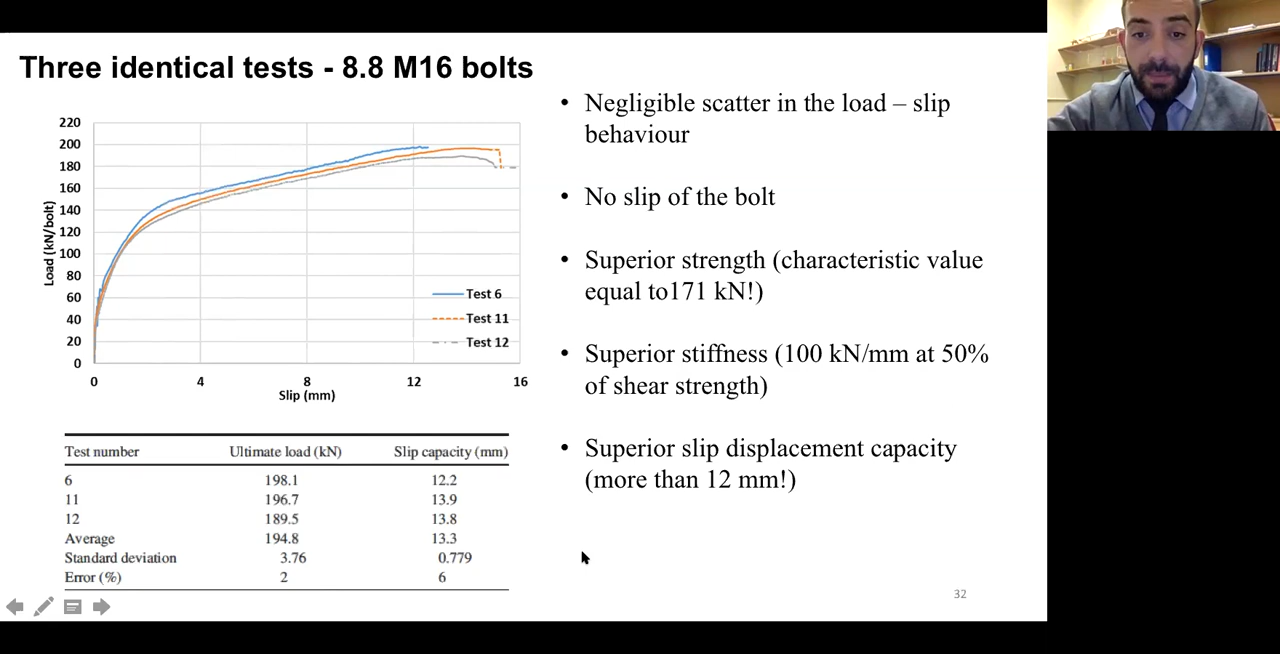 Three identical tests - 8.8 M16 bolts
220
200
180
160
140
120
100
80
60
40
20
0
Load (kN/bolt)
Test 6
Test 11
Test 12
0 4 8 12 16
Slip (mm)
Test number Ultimate load (kN) Slip capacity (mm)
6 198.1 12.2
11 196.7 13.9
12 189.5 13.8
Average 194.8 13.3
Standard deviation 3.76 0.779
Error (%) 2 6
• Negligible scatter in the load – slip
behaviour
• No slip of the bolt
• Superior strength (characteristic value
equal to171 kN!)
• Superior stiffness (100 kN/mm at 50%
of shear strength)
• Superior slip displacement capacity
(more than 12 mm!)
32